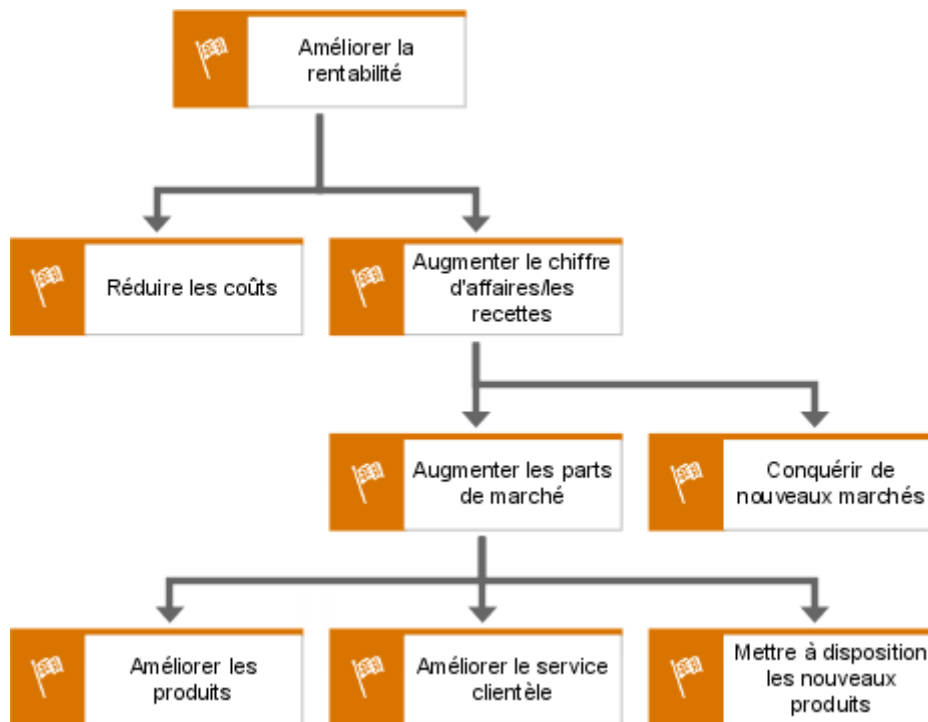 Améliorer la
rentabilité
Réduire les coûts
Augmenter le chiffre
d'affaires/les
recettes
Augmenter les parts
de marché
Conquérir de
nouveaux marchés
Améliorer les
produits
Améliorer le service
clientèle
Mettre à disposition
les nouveaux
produits